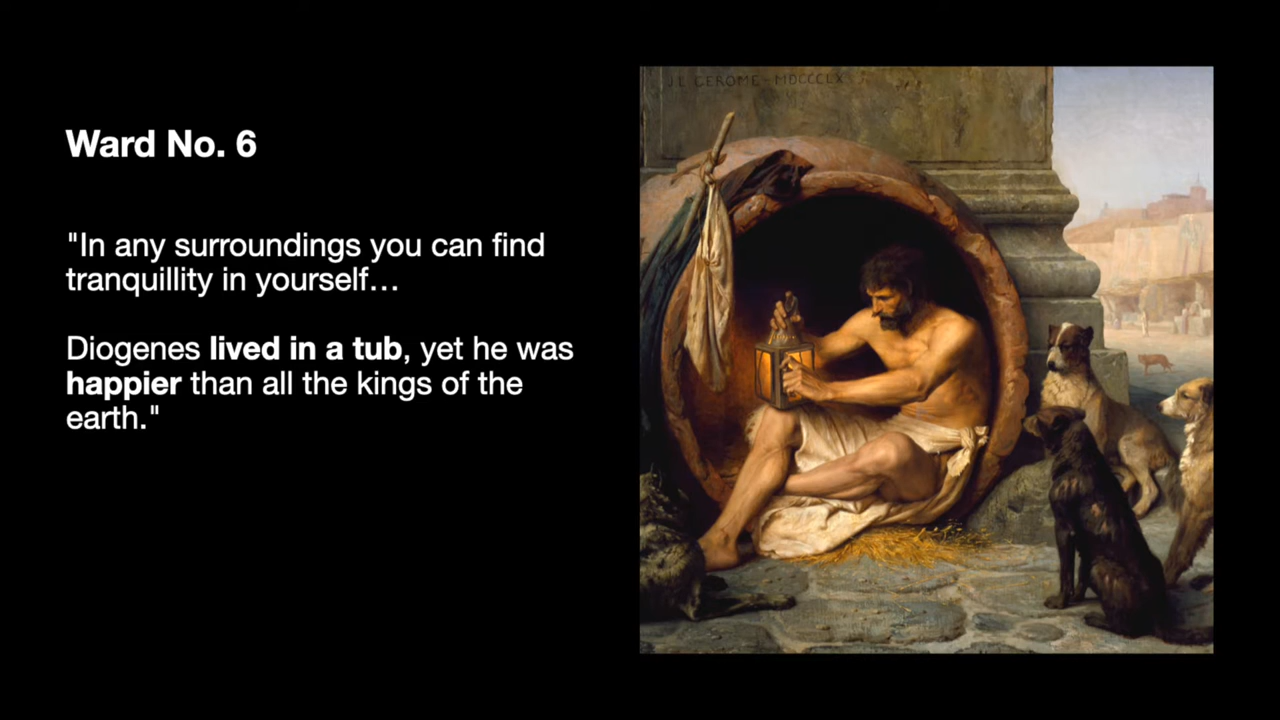 Ward No. 6
"In any surroundings you can find
tranquillity in yourself…
Diogenes lived in a tub, yet he was
happier than all the kings of the
earth."
J.L. GEROME–MDCCCLX